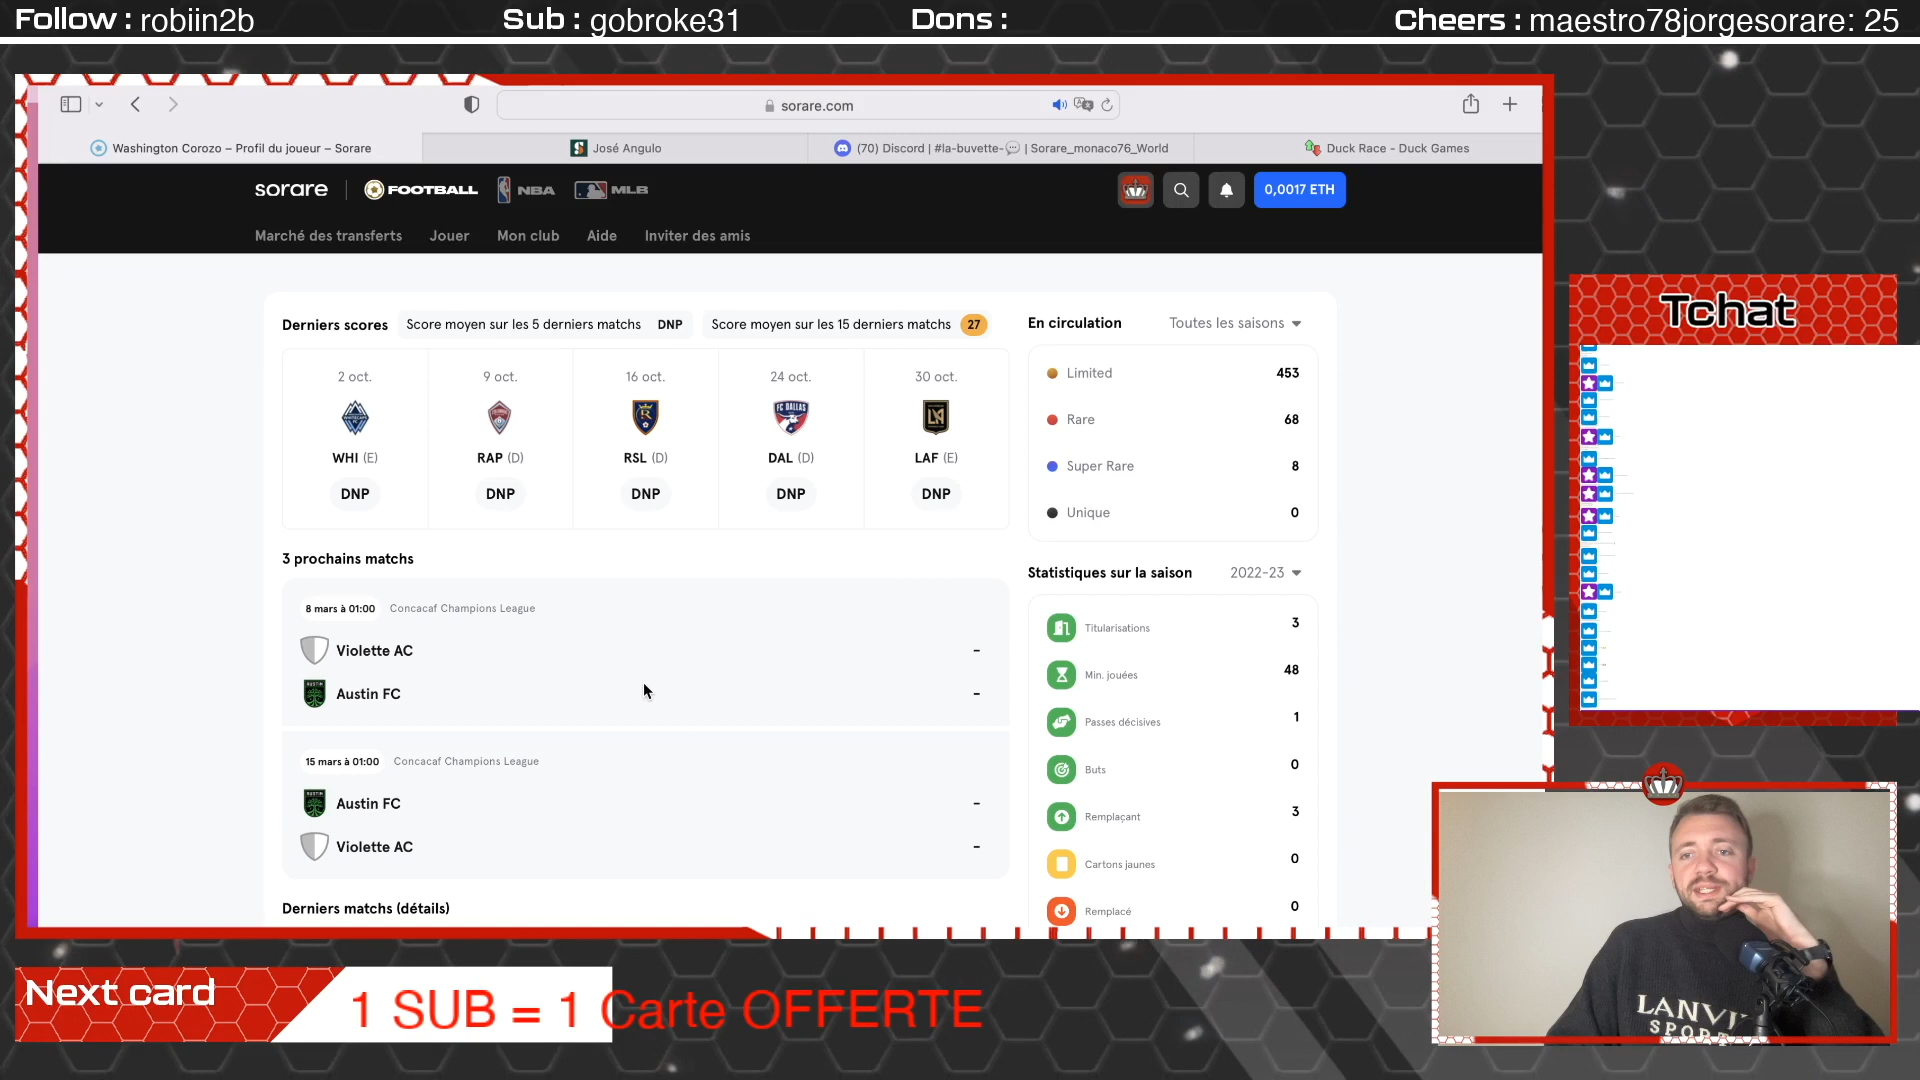 Follow : robiin2b
Sub : gobroke31
Dons :
Cheers : maestro78jorgesorare: 25
sorare.com
Washington Corozo – Profil du joueur – Sorare
José Angulo
(70) Discord | #la-buvette-💬 | Sorare_monaco76_World
Duck Race - Duck Games
sorare
FOOTBALL
NBA
MLB
0,0017 ETH
Marché des transferts
Jouer
Mon club
Aide
Inviter des amis
Derniers scores
Score moyen sur les 5 derniers matchs DNP
Score moyen sur les 15 derniers matchs 27
2 oct.
9 oct.
16 oct.
24 oct.
30 oct.
WHI (E)
RAP (D)
RSL (D)
DAL (D)
LAF (E)
DNP
DNP
DNP
DNP
DNP
3 prochains matchs
8 mars à 01:00 Concacaf Champions League
Violette AC -
Austin FC -
15 mars à 01:00 Concacaf Champions League
Austin FC -
Violette AC -
Derniers matchs (détails)
En circulation
Toutes les saisons
Limited 453
Rare 68
Super Rare 8
Unique 0
Statistiques sur la saison
2022-23
Titularisations 3
Min. jouées 48
Passes décisives 1
Buts 0
Remplaçant 3
Cartons jaunes 0
Remplacé 0
Tchat
Next card
1 SUB = 1 Carte OFFERTE